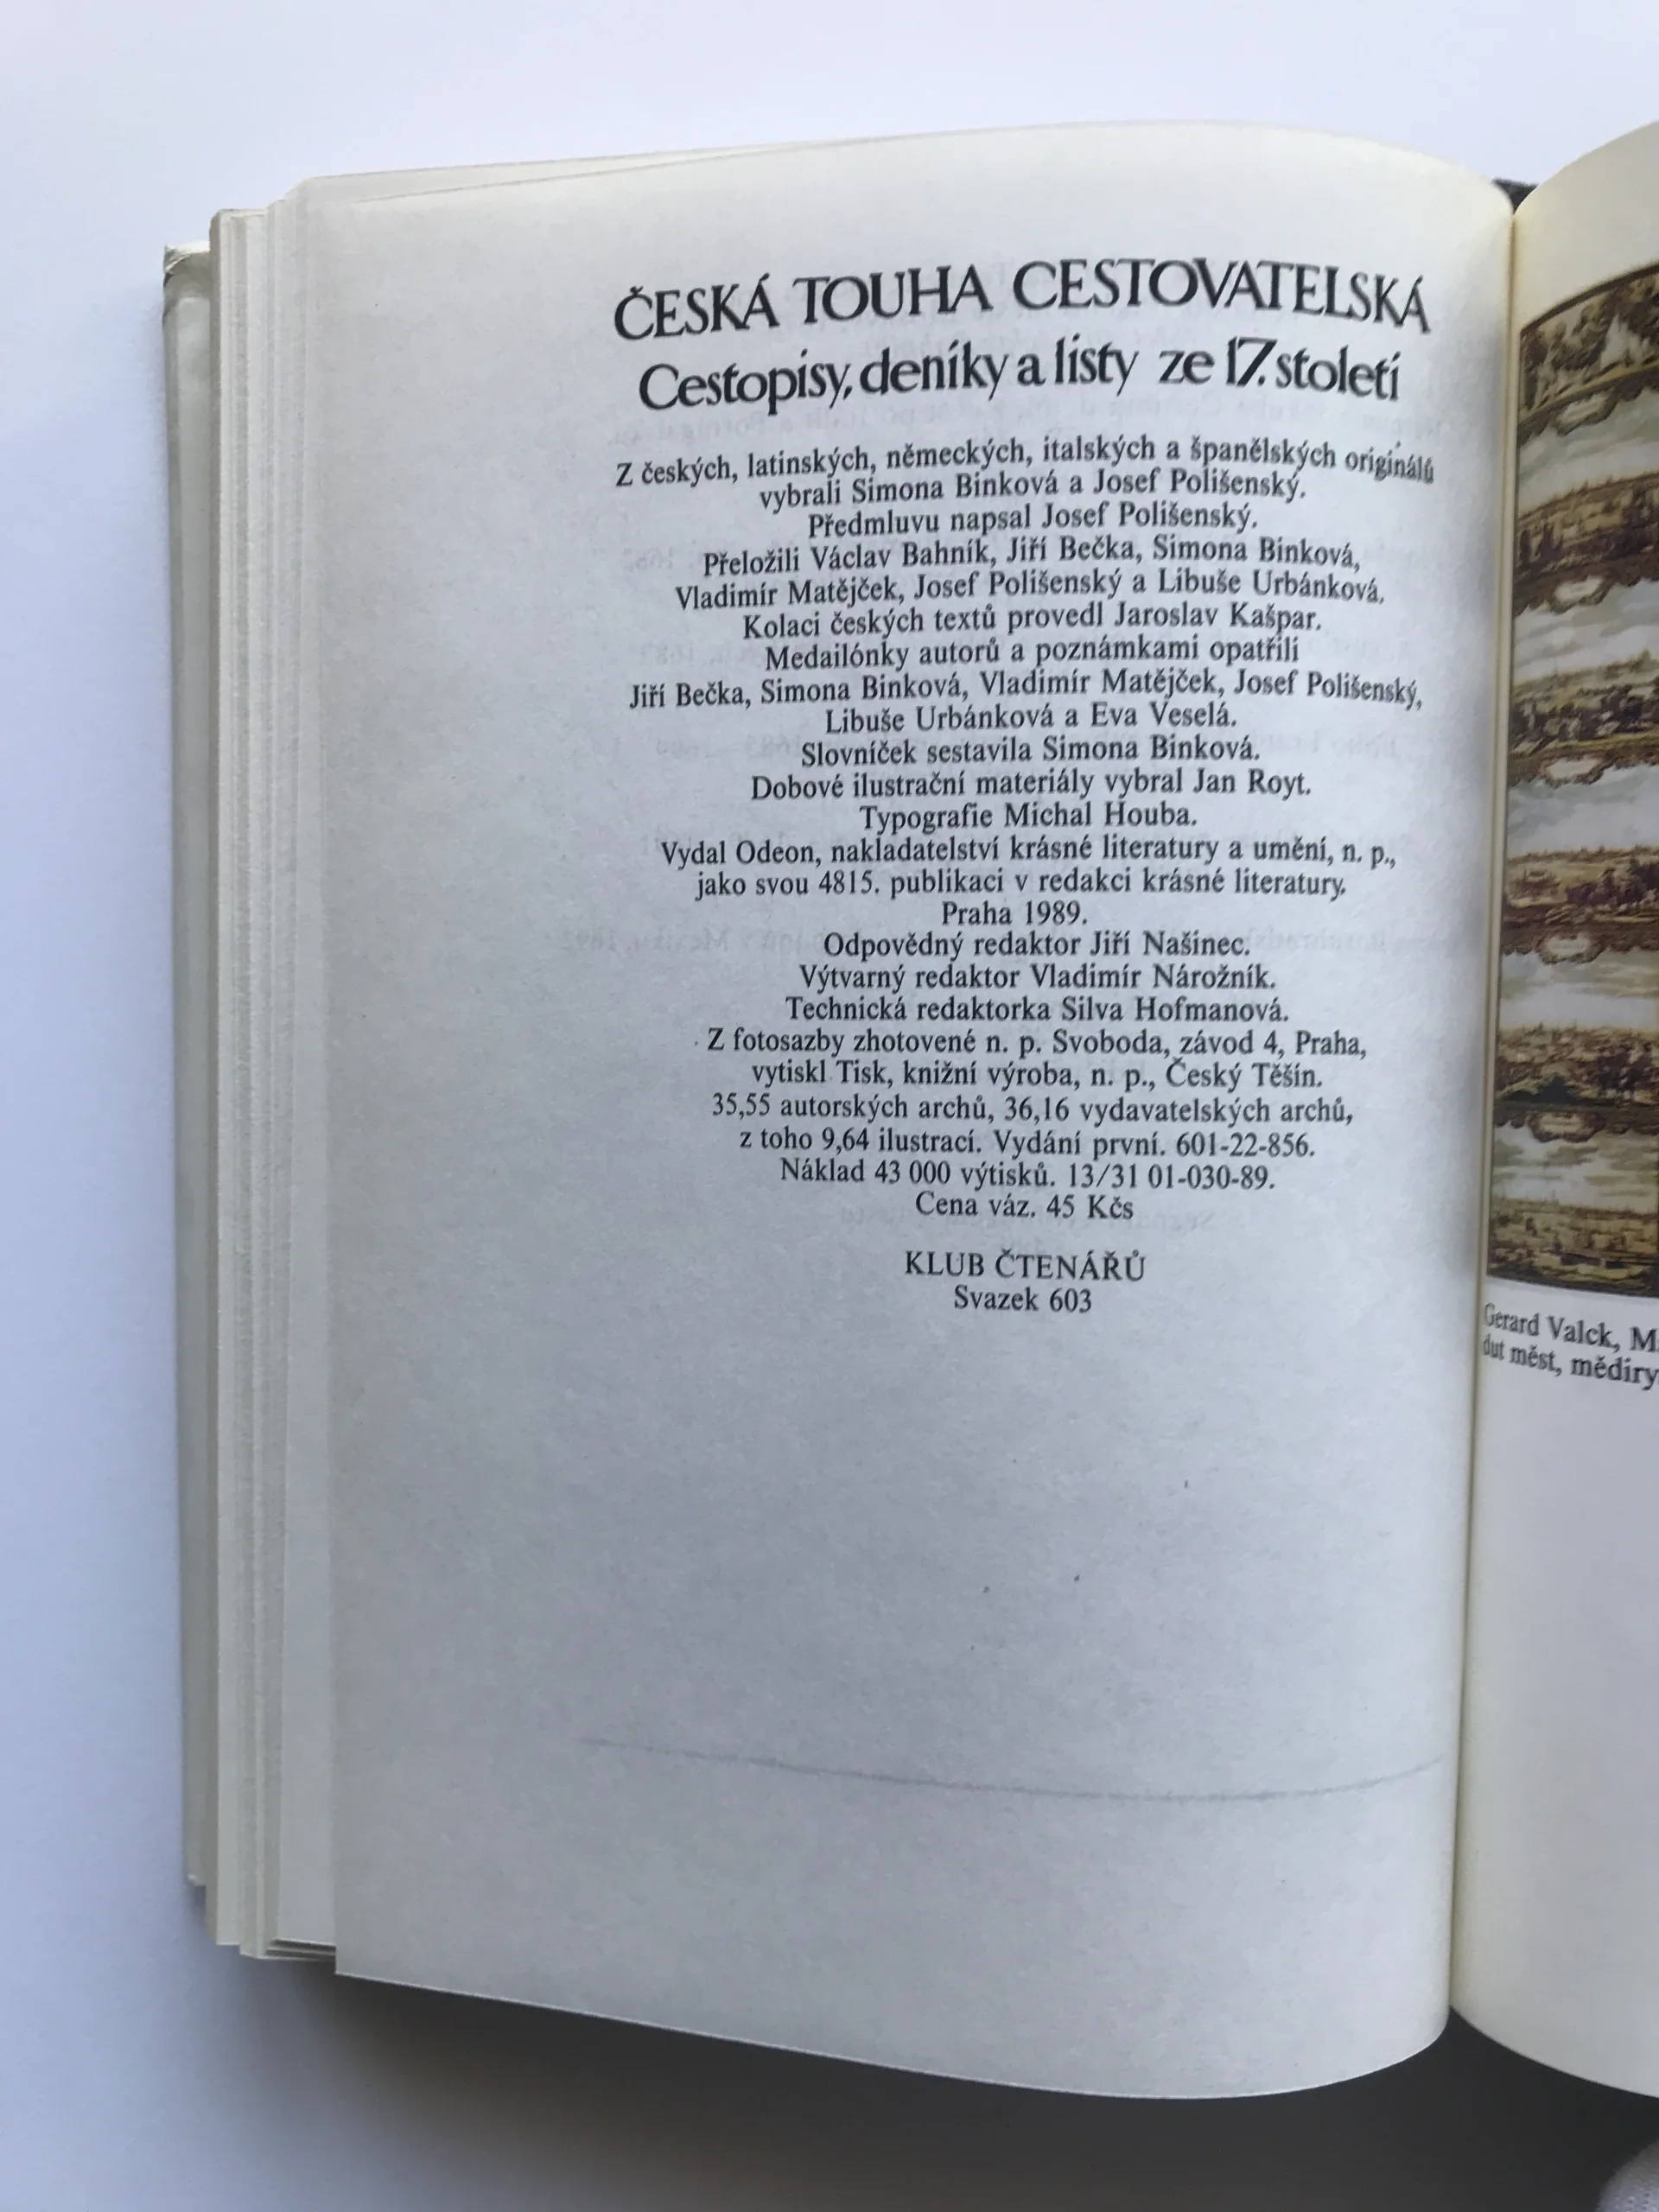 ČESKÁ TOUHA CESTOVATELSKÁ
Cestopisy, deníky a listy ze 17. století
Z českých, latinských, německých, italských a španělských originálů
vybrali Simona Binková a Josef Polišenský.
Předmluvu napsal Josef Polišenský.
Přeložili Václav Bahník, Jiří Bečka, Simona Binková,
Vladimír Matějček, Josef Polišenský a Libuše Urbánková.
Kolaci českých textů provedl Jaroslav Kašpar.
Medailónky autorů a poznámkami opatřili
Jiří Bečka, Simona Binková, Vladimír Matějček, Josef Polišenský,
Libuše Urbánková a Eva Veselá.
Slovníček sestavila Simona Binková.
Dobové ilustrační materiály vybral Jan Royt.
Typografie Michal Houba.
Vydal Odeon, nakladatelství krásné literatury a umění, n. p.,
jako svou 4815. publikaci v redakci krásné literatury.
Praha 1989.
Odpovědný redaktor Jiří Našinec.
Výtvarný redaktor Vladimír Nárožník.
Technická redaktorka Silva Hofmanová.
Z fotosazby zhotovené n. p. Svoboda, závod 4, Praha,
vytiskl Tisk, knižní výroba, n. p., Český Těšín.
35,55 autorských archů, 36,16 vydavatelských archů,
z toho 9,64 ilustrací. Vydání první. 601-22-856.
Náklad 43 000 výtisků. 13/31 01-030-89.
Cena váz. 45 Kčs
KLUB ČTENÁŘŮ
Svazek 603
Gerard Valck,
dut měst,